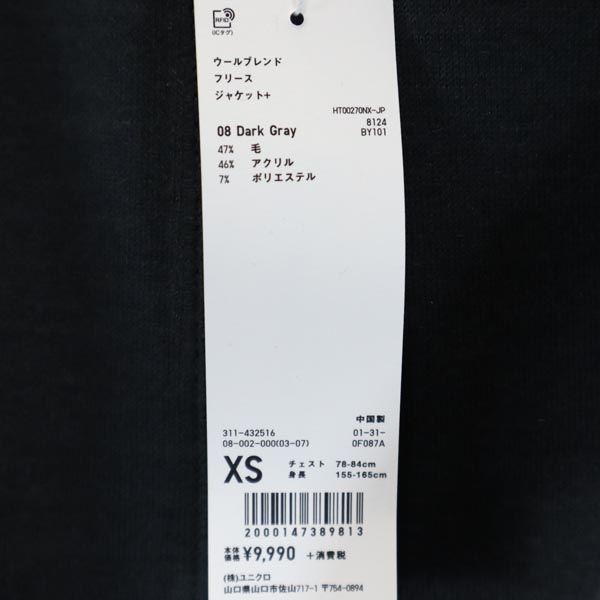 RFID
(ICタグ)
ウールブレンド
フリース
ジャケット+
HT00270NX-JP
8124
BY101
08 Dark Gray
47% 毛
46% アクリル
7% ポリエステル
中国製
311-432516 01-31-
08-002-000(03-07) 0F087A
XS チェスト 78-84cm
身長 155-165cm
2000147389813
本体価格 ¥9,990 +消費税
(株)ユニクロ
山口県山口市佐山717-1 〒754-0894